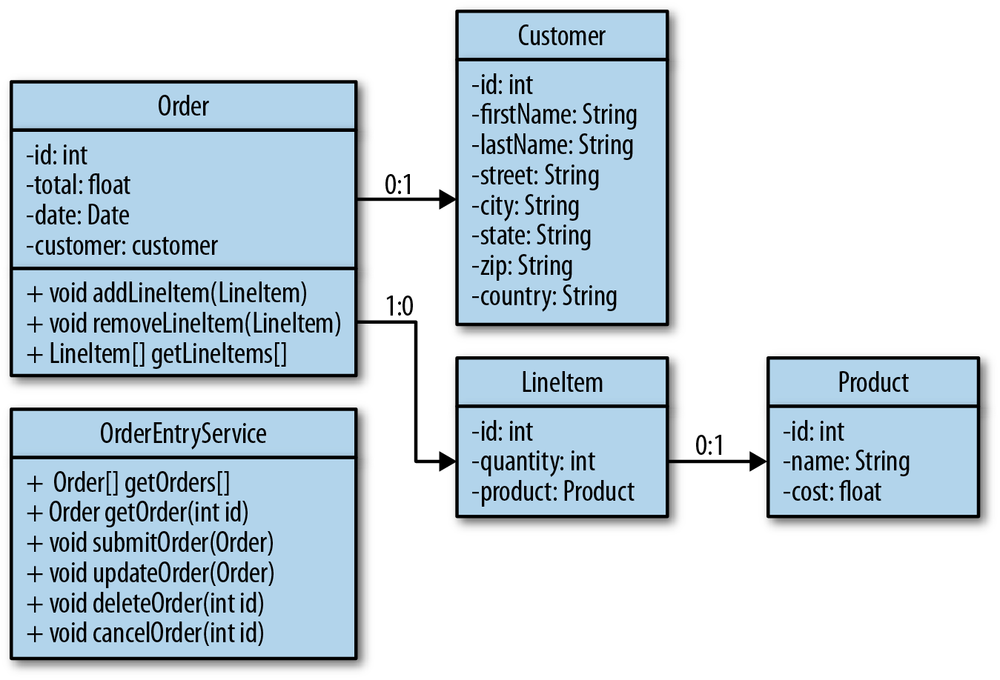 Order
-id: int
-total: float
-date: Date
-customer: customer
+ void addLineItem(LineItem)
+ void removeLineItem(LineItem)
+ LineItem[] getLineItems[]
0:1
1:0
Customer
-id: int
-firstName: String
-lastName: String
-street: String
-city: String
-state: String
-zip: String
-country: String
OrderEntryService
+ Order[] getOrders[]
+ Order getOrder(int id)
+ void submitOrder(Order)
+ void updateOrder(Order)
+ void deleteOrder(int id)
+ void cancelOrder(int id)
LineItem
-id: int
-quantity: int
-product: Product
0:1
Product
-id: int
-name: String
-cost: float